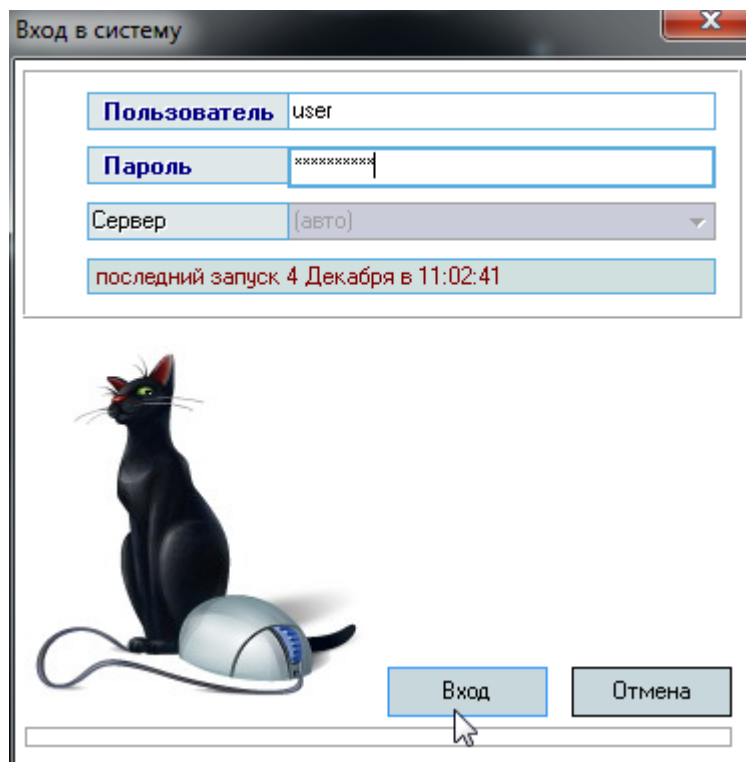 Вход в систему
Пользователь user
Пароль **********
Сервер (авто)
последний запуск 4 Декабря в 11:02:41
Вход Отмена